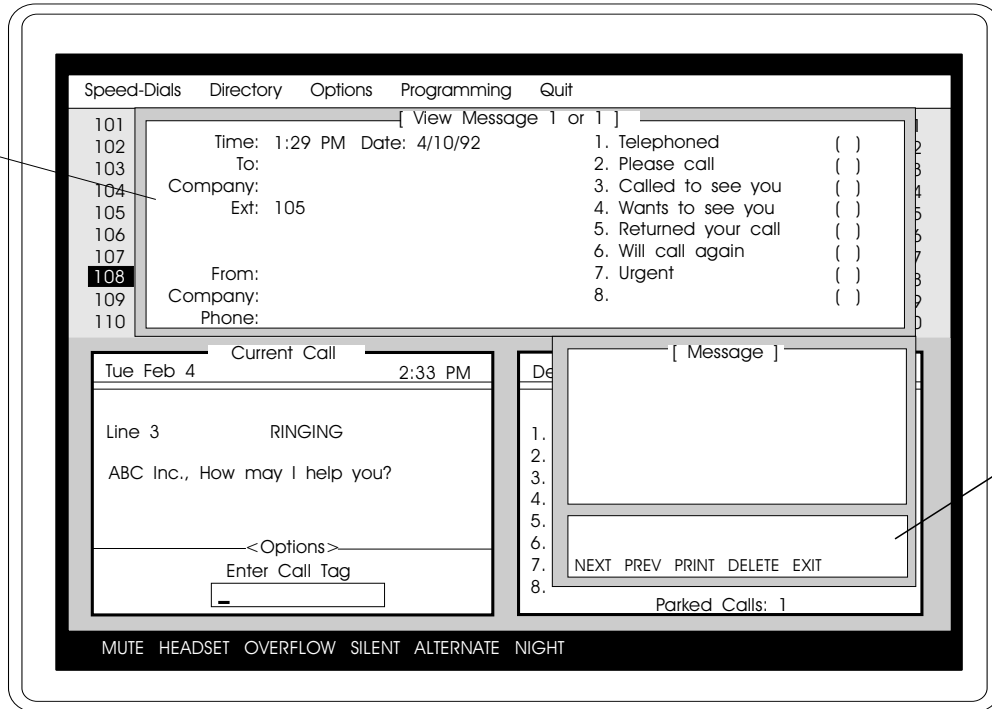 Speed-Dials Directory Options Programming Quit
[ View Message 1 or 1 ]
101
102
103
104
105
106
107
108
109
110
Time: 1:29 PM Date: 4/10/92
To:
Company:
Ext: 105
From:
Company:
Phone:
1. Telephoned ( )
2. Please call ( )
3. Called to see you ( )
4. Wants to see you ( )
5. Returned your call ( )
6. Will call again ( )
7. Urgent ( )
8. ( )
Current Call
Tue Feb 4 2:33 PM
Line 3 RINGING
ABC Inc., How may I help you?
<Options>
Enter Call Tag
De
1.
2.
3.
4.
5.
6.
7.
8.
[ Message ]
NEXT PREV PRINT DELETE EXIT
Parked Calls: 1
MUTE HEADSET OVERFLOW SILENT ALTERNATE NIGHT